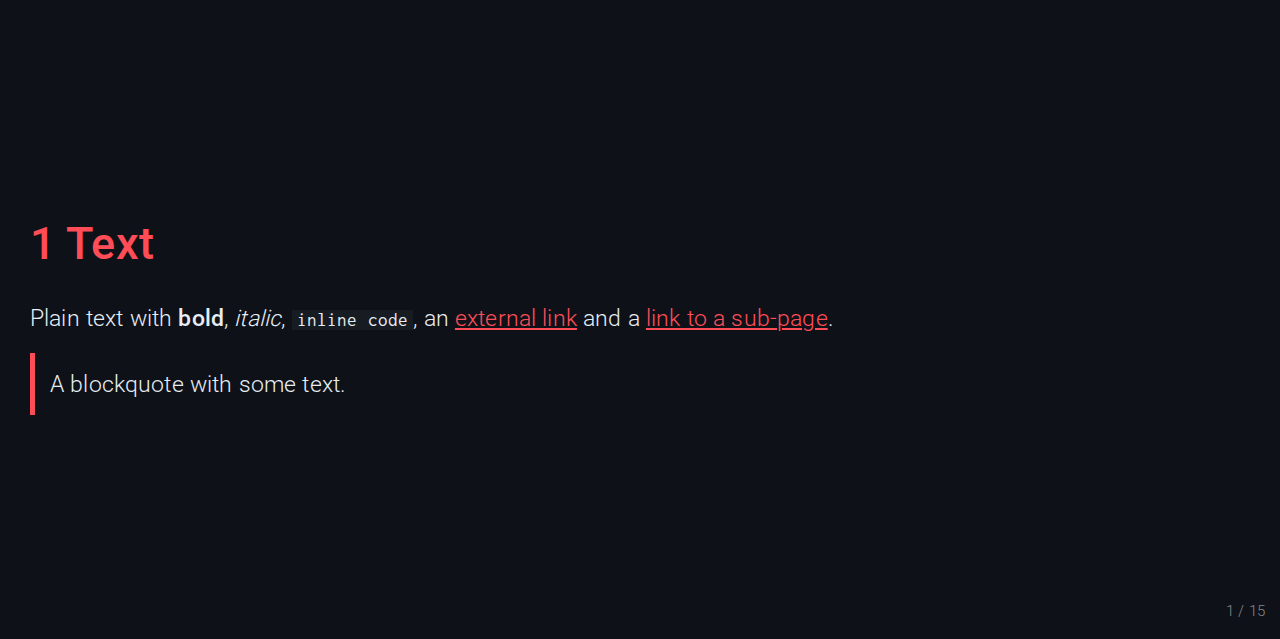 1 Text
Plain text with bold, italic, inline code, an external link and a link to a sub-page.
A blockquote with some text.
1 / 15